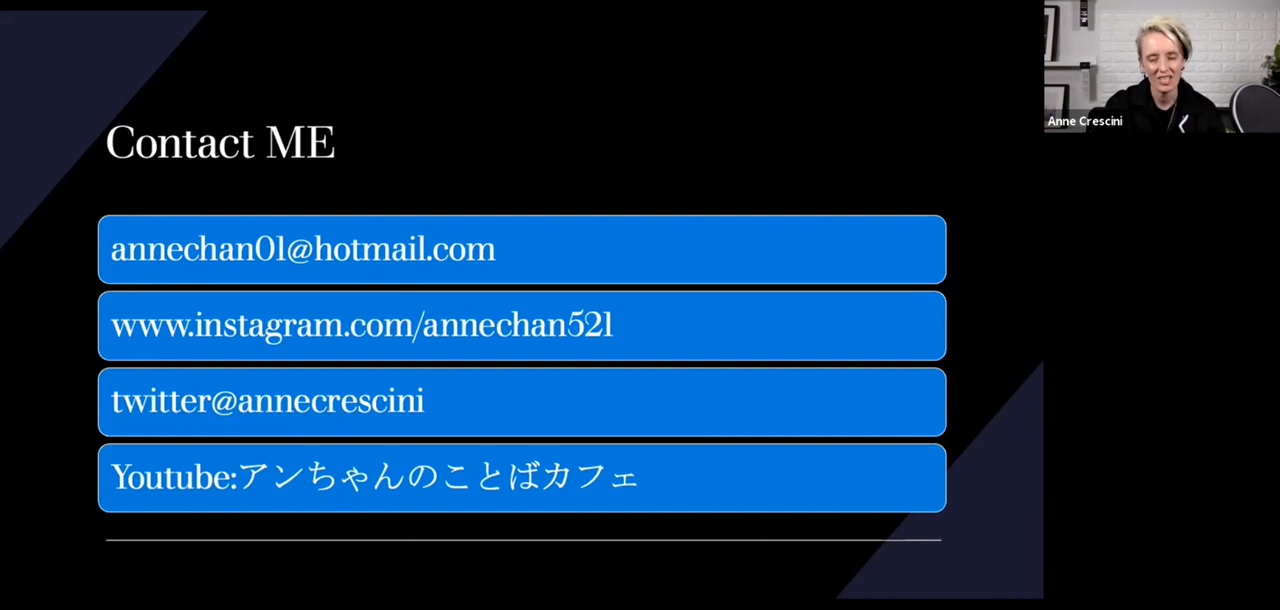 Contact ME
annechan01@hotmail.com
www.instagram.com/annechan521
twitter@annecrescini
Youtube:アンちゃんのことばカフェ
Anne Crescini